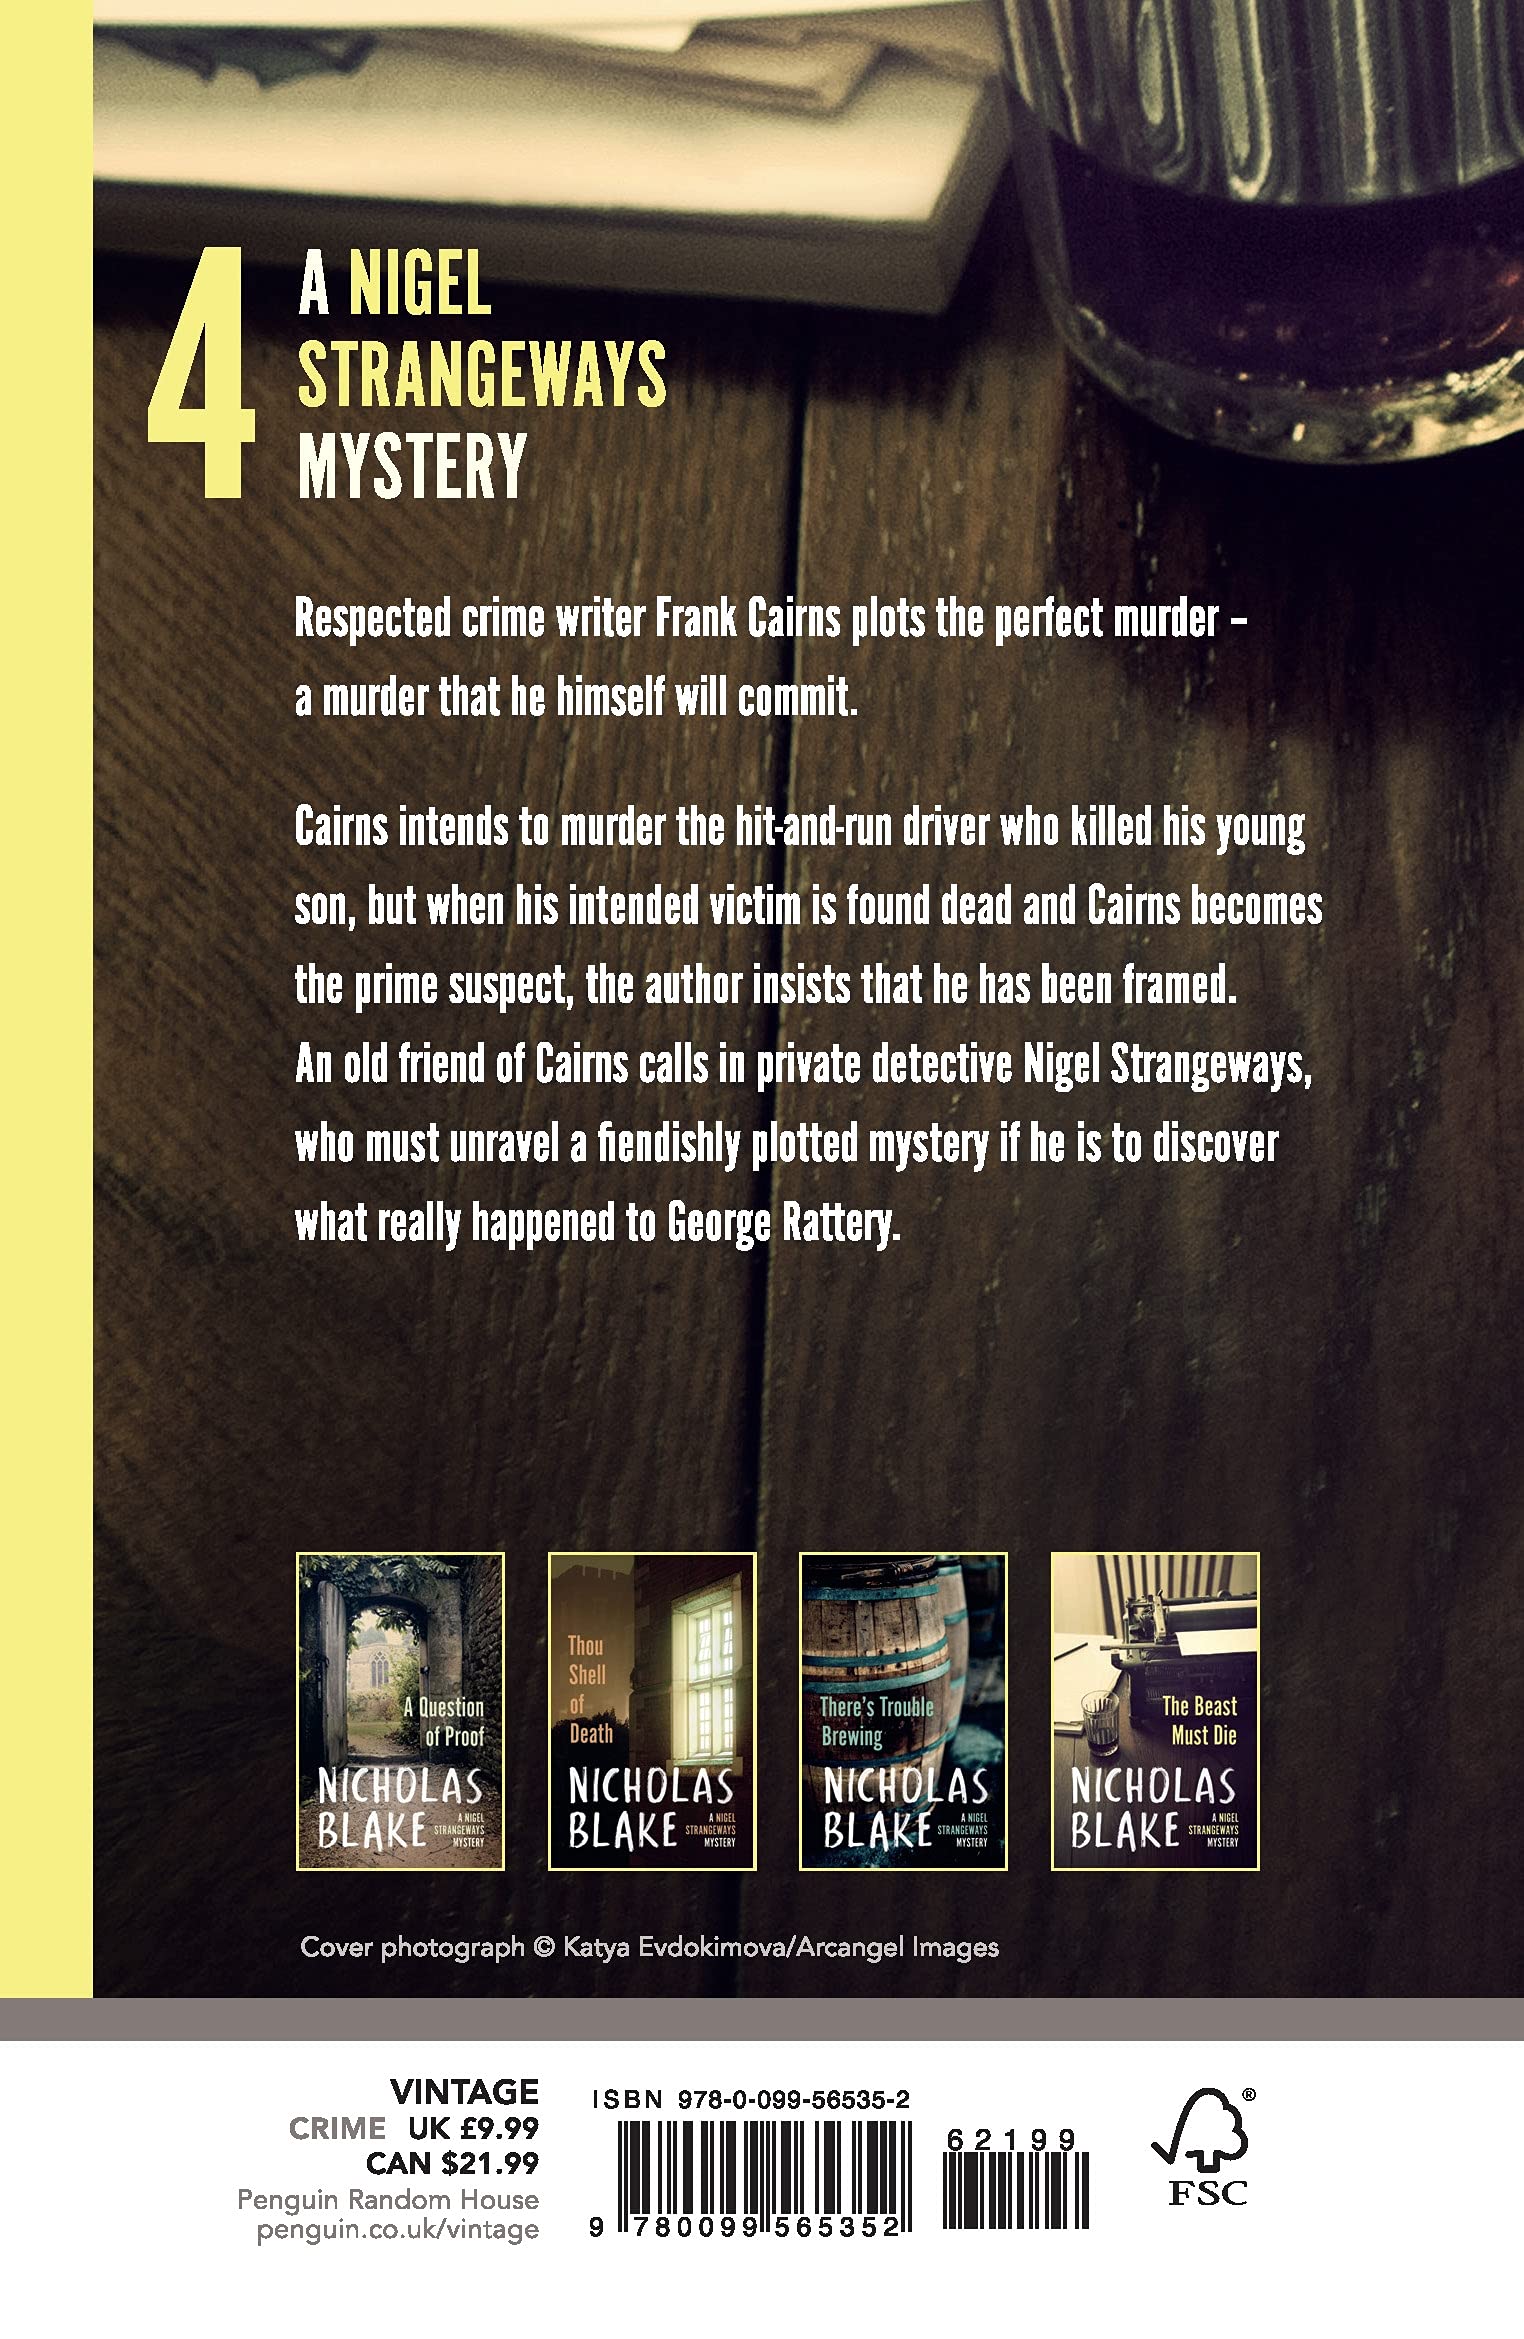 4
A NIGEL
STRANGEWAYS
MYSTERY
Respected crime writer Frank Cairns plots the perfect murder –
a murder that he himself will commit.
Cairns intends to murder the hit-and-run driver who killed his young
son, but when his intended victim is found dead and Cairns becomes
the prime suspect, the author insists that he has been framed.
An old friend of Cairns calls in private detective Nigel Strangeways,
who must unravel a fiendishly plotted mystery if he is to discover
what really happened to George Rattery.
A Question
of Proof
NICHOLAS
BLAKE
A NIGEL
STRANGEWAYS
MYSTERY
Thou
Shell
of
Death
NICHOLAS
BLAKE
A NIGEL
STRANGEWAYS
MYSTERY
There's Trouble
Brewing
NICHOLAS
BLAKE
A NIGEL
STRANGEWAYS
MYSTERY
The Beast
Must Die
NICHOLAS
BLAKE
A NIGEL
STRANGEWAYS
MYSTERY
Cover photograph © Katya Evdokimova/Arcangel Images
VINTAGE
CRIME UK £9.99
CAN $21.99
Penguin Random House
penguin.co.uk/vintage
ISBN 978-0-099-56535-2
9 780099 565352
62199
®
FSC